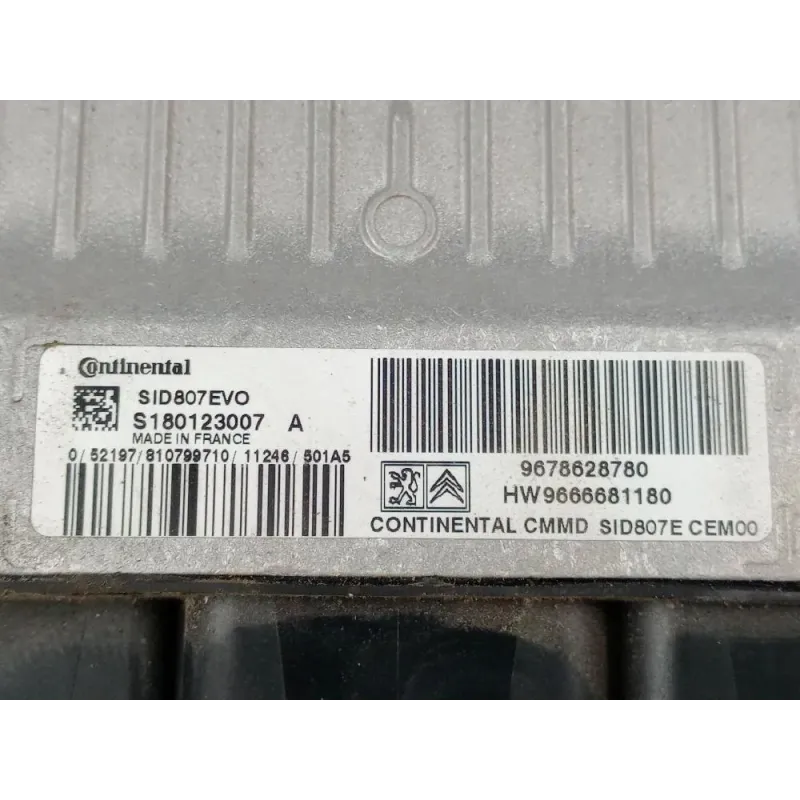 Continental
SID807EVO
S180123007 A
MADE IN FRANCE
0/52197/810799710/11246/501A5
9678628780
HW9666681180
CONTINENTAL CMMD SID807E CEM00